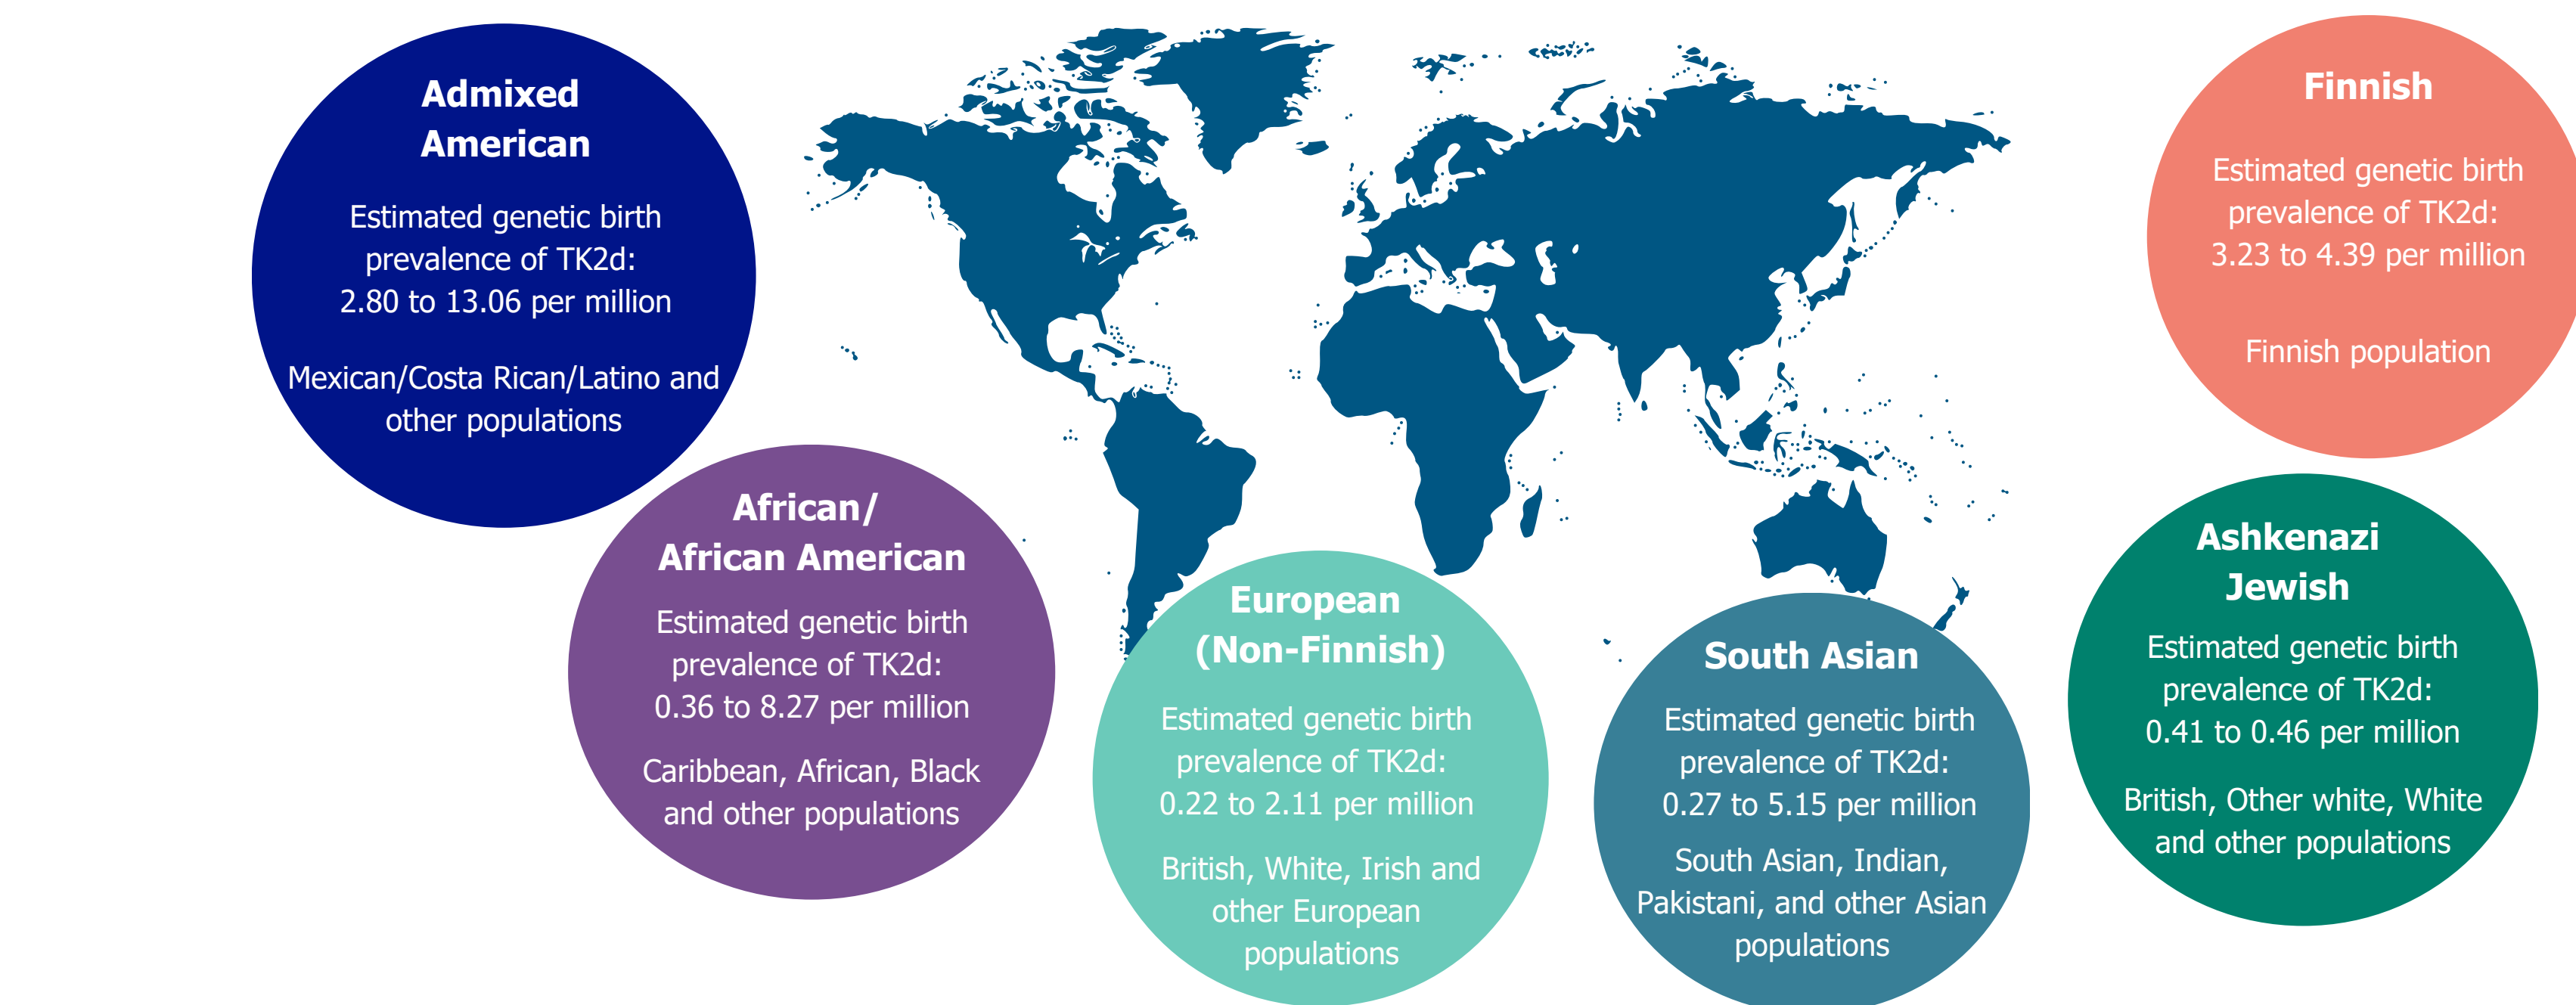 Admixed
American
Estimated genetic birth
prevalence of TK2d:
2.80 to 13.06 per million
Mexican/Costa Rican/Latino and
other populations
African/
African American
Estimated genetic birth
prevalence of TK2d:
0.36 to 8.27 per million
Caribbean, African, Black
and other populations
European
(Non-Finnish)
Estimated genetic birth
prevalence of TK2d:
0.22 to 2.11 per million
British, White, Irish and
other European
populations
South Asian
Estimated genetic birth
prevalence of TK2d:
0.27 to 5.15 per million
South Asian, Indian,
Pakistani, and other Asian
populations
Finnish
Estimated genetic birth
prevalence of TK2d:
3.23 to 4.39 per million
Finnish population
Ashkenazi
Jewish
Estimated genetic birth
prevalence of TK2d:
0.41 to 0.46 per million
British, Other white, White
and other populations